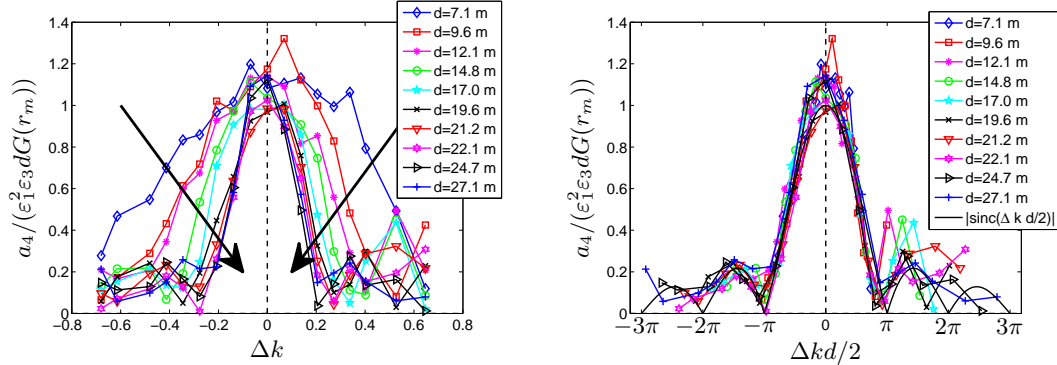 1.4
1.2
1
0.8
0.6
0.4
0.2
0
−0.8 −0.6 −0.4 −0.2 0 0.2 0.4 0.6 0.8
Δk
a₄/(ε₁²ε₃dG(rₘ))
d=7.1 m
d=9.6 m
d=12.1 m
d=14.8 m
d=17.0 m
d=19.6 m
d=21.2 m
d=22.1 m
d=24.7 m
d=27.1 m
1.4
1.2
1
0.8
0.6
0.4
0.2
0
−3π −2π −π 0 π 2π 3π
Δkd/2
a₄/(ε₁²ε₃dG(rₘ))
d=7.1 m
d=9.6 m
d=12.1 m
d=14.8 m
d=17.0 m
d=19.6 m
d=21.2 m
d=22.1 m
d=24.7 m
d=27.1 m
|sinc(Δ k d/2)|